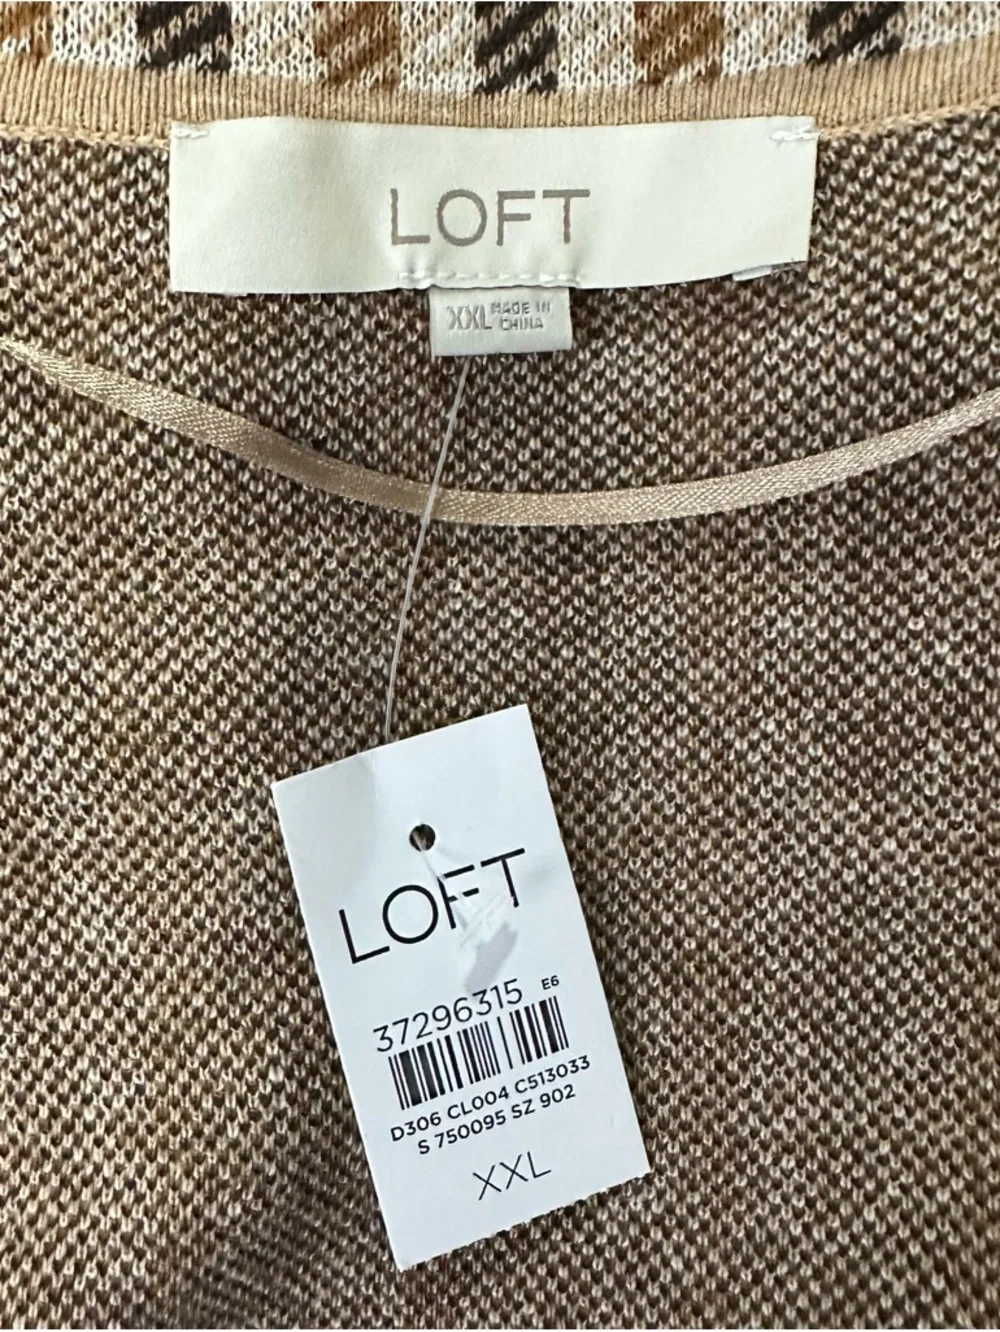 LOFT
XXL MADE IN
CHINA
LOFT
37296315 E6
D306 CL004 C513033
S 750095 SZ 902
XXL